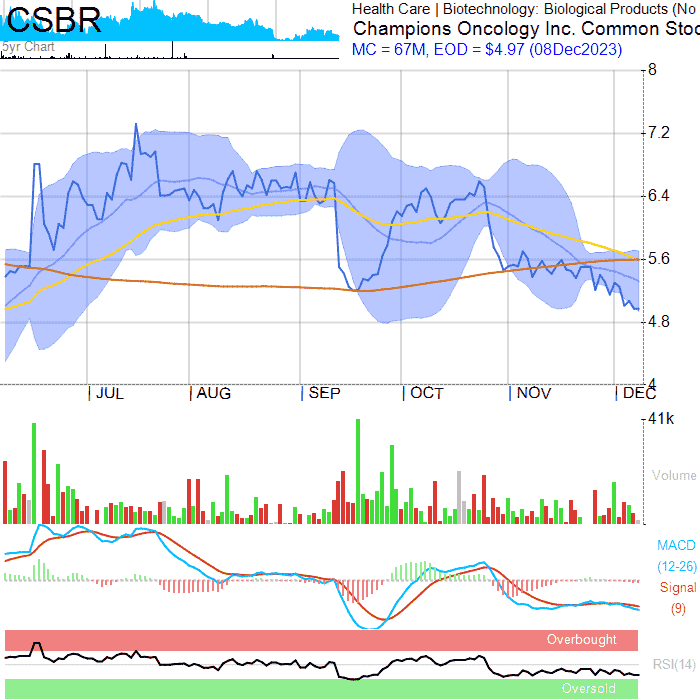 CSBR
Health Care | Biotechnology: Biological Products (No
Champions Oncology Inc. Common Stoc
MC = 67M, EOD = $4.97 (08Dec2023)
5yr Chart
8
7.2
6.4
5.6
4.8
4
JUL AUG SEP OCT NOV DEC
41k
Volume
MACD
(12-26)
Signal
(9)
Overbought
RSI(14)
Oversold